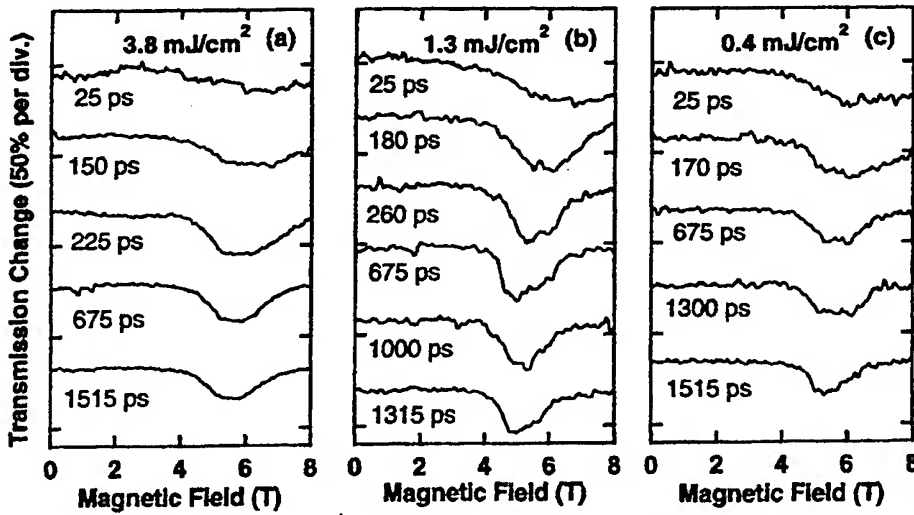 Transmission Change (50% per div.)
3.8 mJ/cm² (a)
25 ps
150 ps
225 ps
675 ps
1515 ps
0 2 4 6 8
Magnetic Field (T)
1.3 mJ/cm² (b)
25 ps
180 ps
260 ps
675 ps
1000 ps
1315 ps
0 2 4 6 8
Magnetic Field (T)
0.4 mJ/cm² (c)
25 ps
170 ps
675 ps
1300 ps
1515 ps
0 2 4 6 8
Magnetic Field (T)